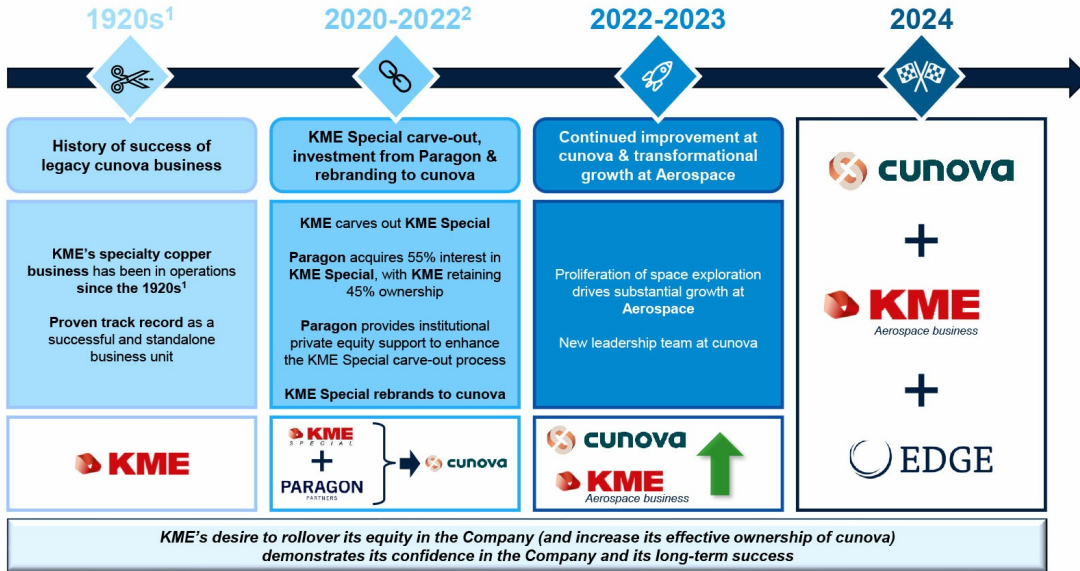 1920s¹
2020-2022²
2022-2023
2024
History of success of
legacy cunova business
KME's specialty copper
business has been in operations
since the 1920s¹
Proven track record as a
successful and standalone
business unit
KME
KME Special carve-out,
investment from Paragon &
rebranding to cunova
KME carves out KME Special
Paragon acquires 55% interest in
KME Special, with KME retaining
45% ownership
Paragon provides institutional
private equity support to enhance
the KME Special carve-out process
KME Special rebrands to cunova
KME
SPECIAL
+
PARAGON
PARTNERS
cunova
Continued improvement at
cunova & transformational
growth at Aerospace
Proliferation of space exploration
drives substantial growth at
Aerospace
New leadership team at cunova
cunova
KME
Aerospace business
cunova
+
KME
Aerospace business
+
EDGE
KME's desire to rollover its equity in the Company (and increase its effective ownership of cunova)
demonstrates its confidence in the Company and its long-term success